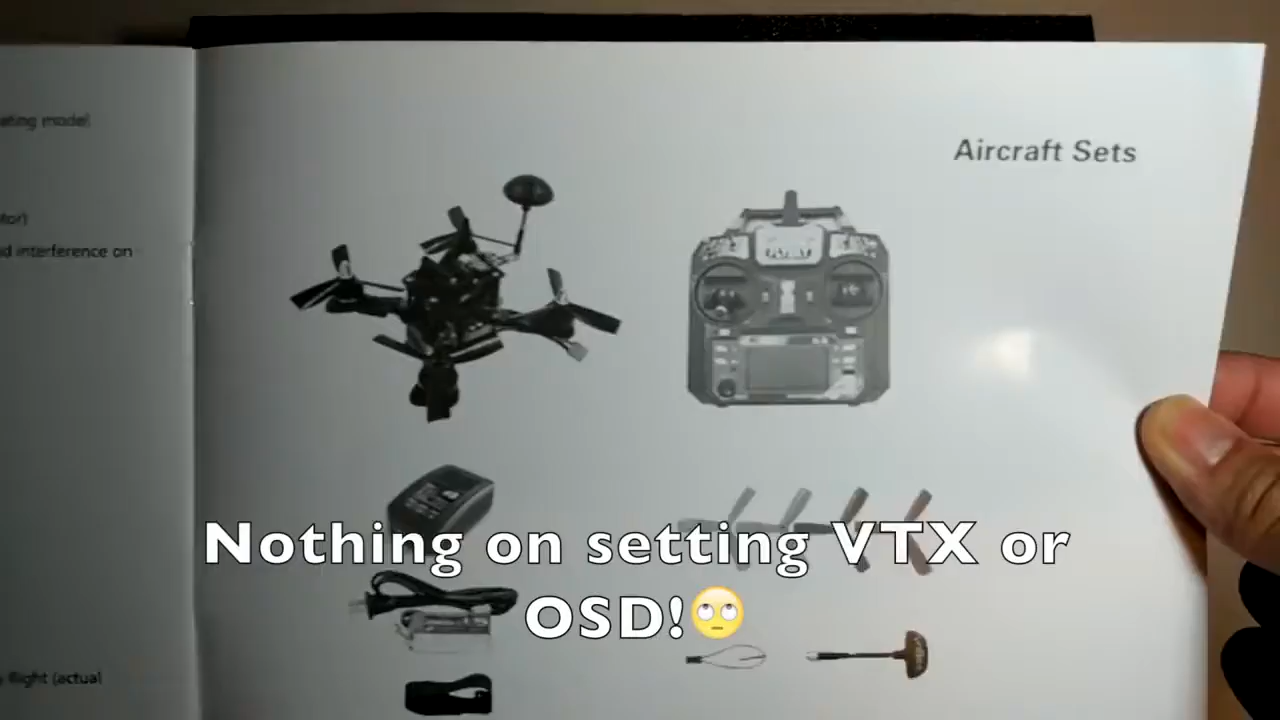 ating model
Aircraft Sets
tor)
d interference on
Nothing on setting VTX or
OSD!🙄
flight (actual